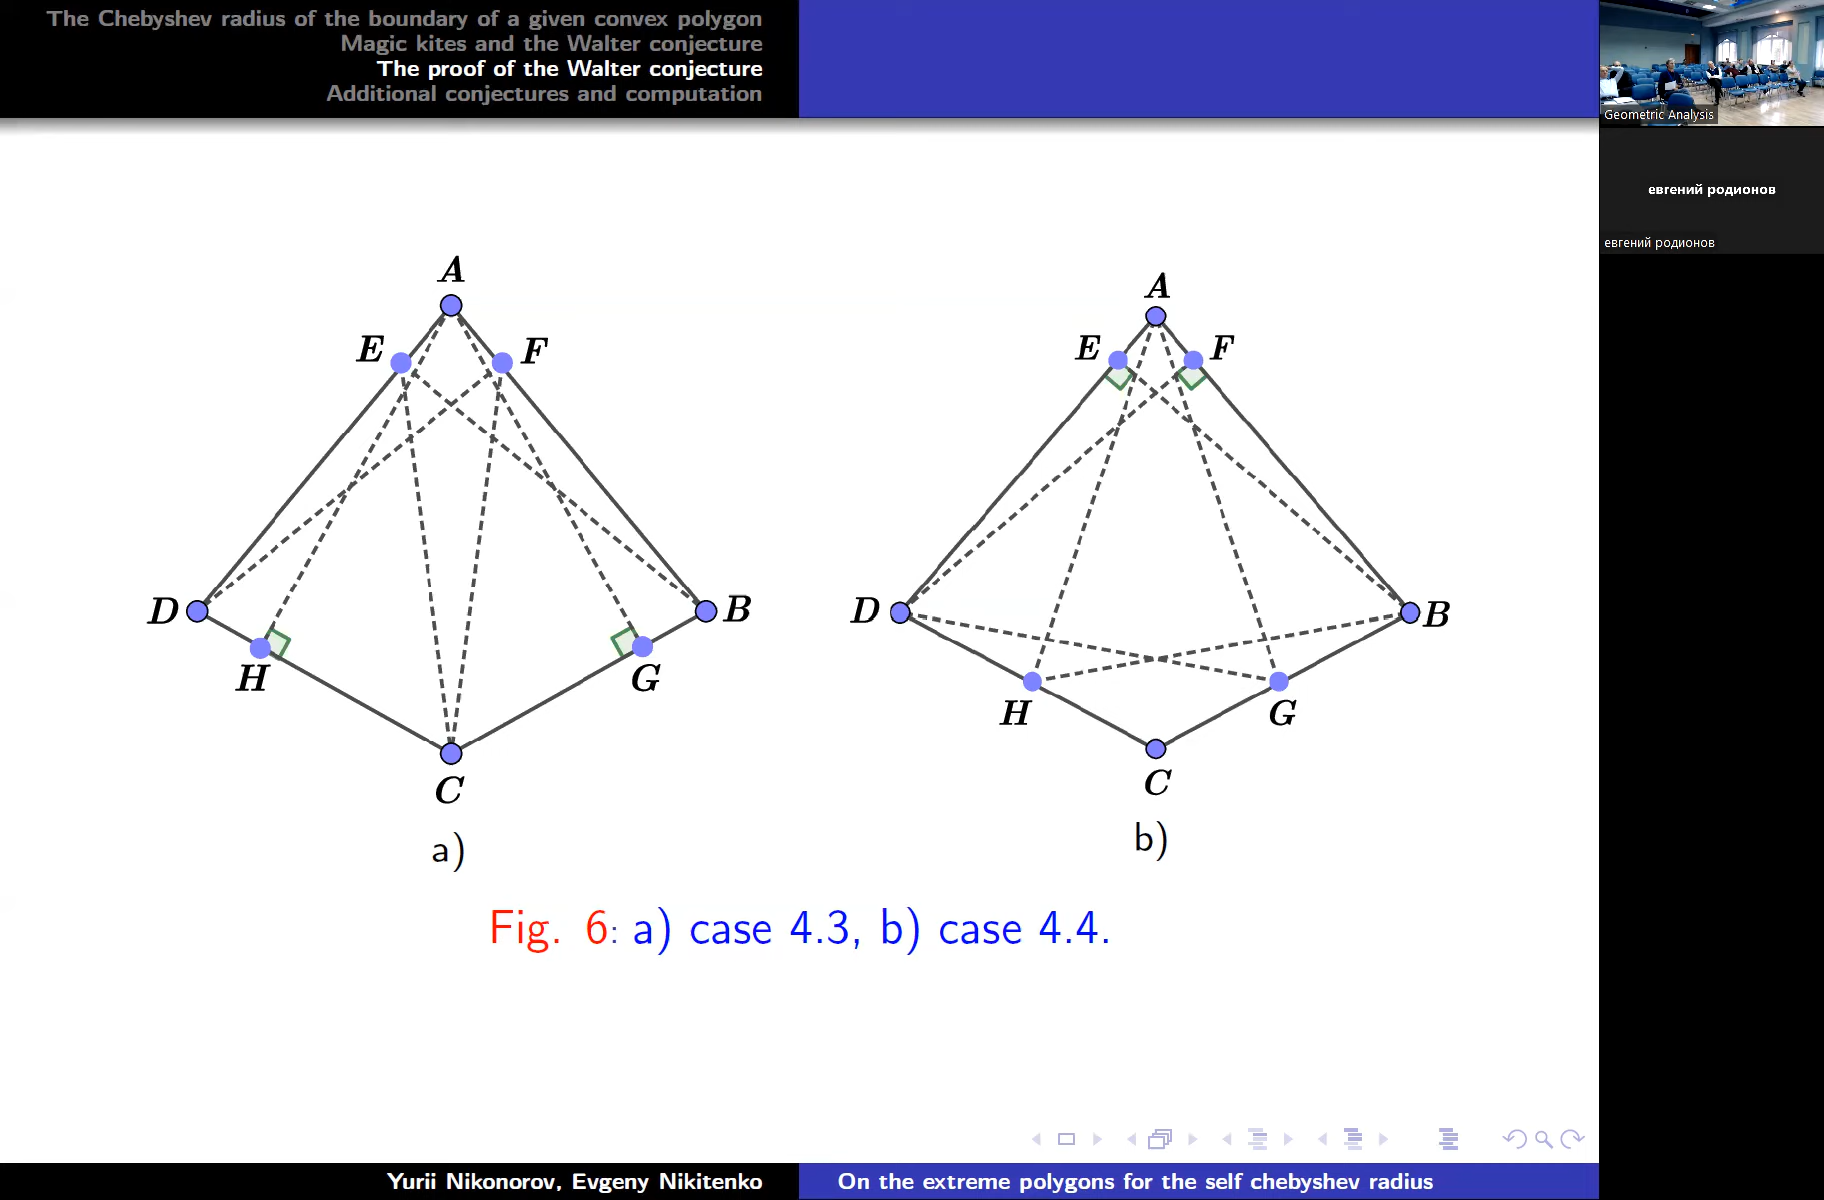 The Chebyshev radius of the boundary of a given convex polygon
Magic kites and the Walter conjecture
The proof of the Walter conjecture
Additional conjectures and computation
Geometric Analysis
евгений родионов
евгений родионов
A
E
F
D
B
H
G
C
a)
A
E
F
D
B
H
G
C
b)
Fig. 6: a) case 4.3, b) case 4.4.
Yurii Nikonorov, Evgeny Nikitenko
On the extreme polygons for the self chebyshev radius